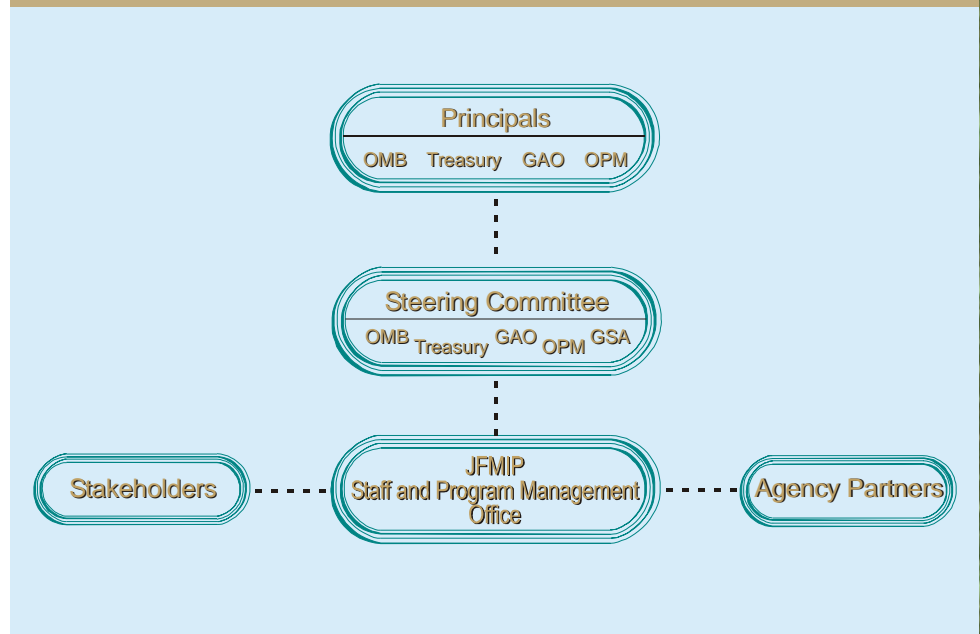 Principals
OMB Treasury GAO OPM
Steering Committee
OMB Treasury GAO OPM GSA
JFMIP
Staff and Program Management
Office
Stakeholders
Agency Partners